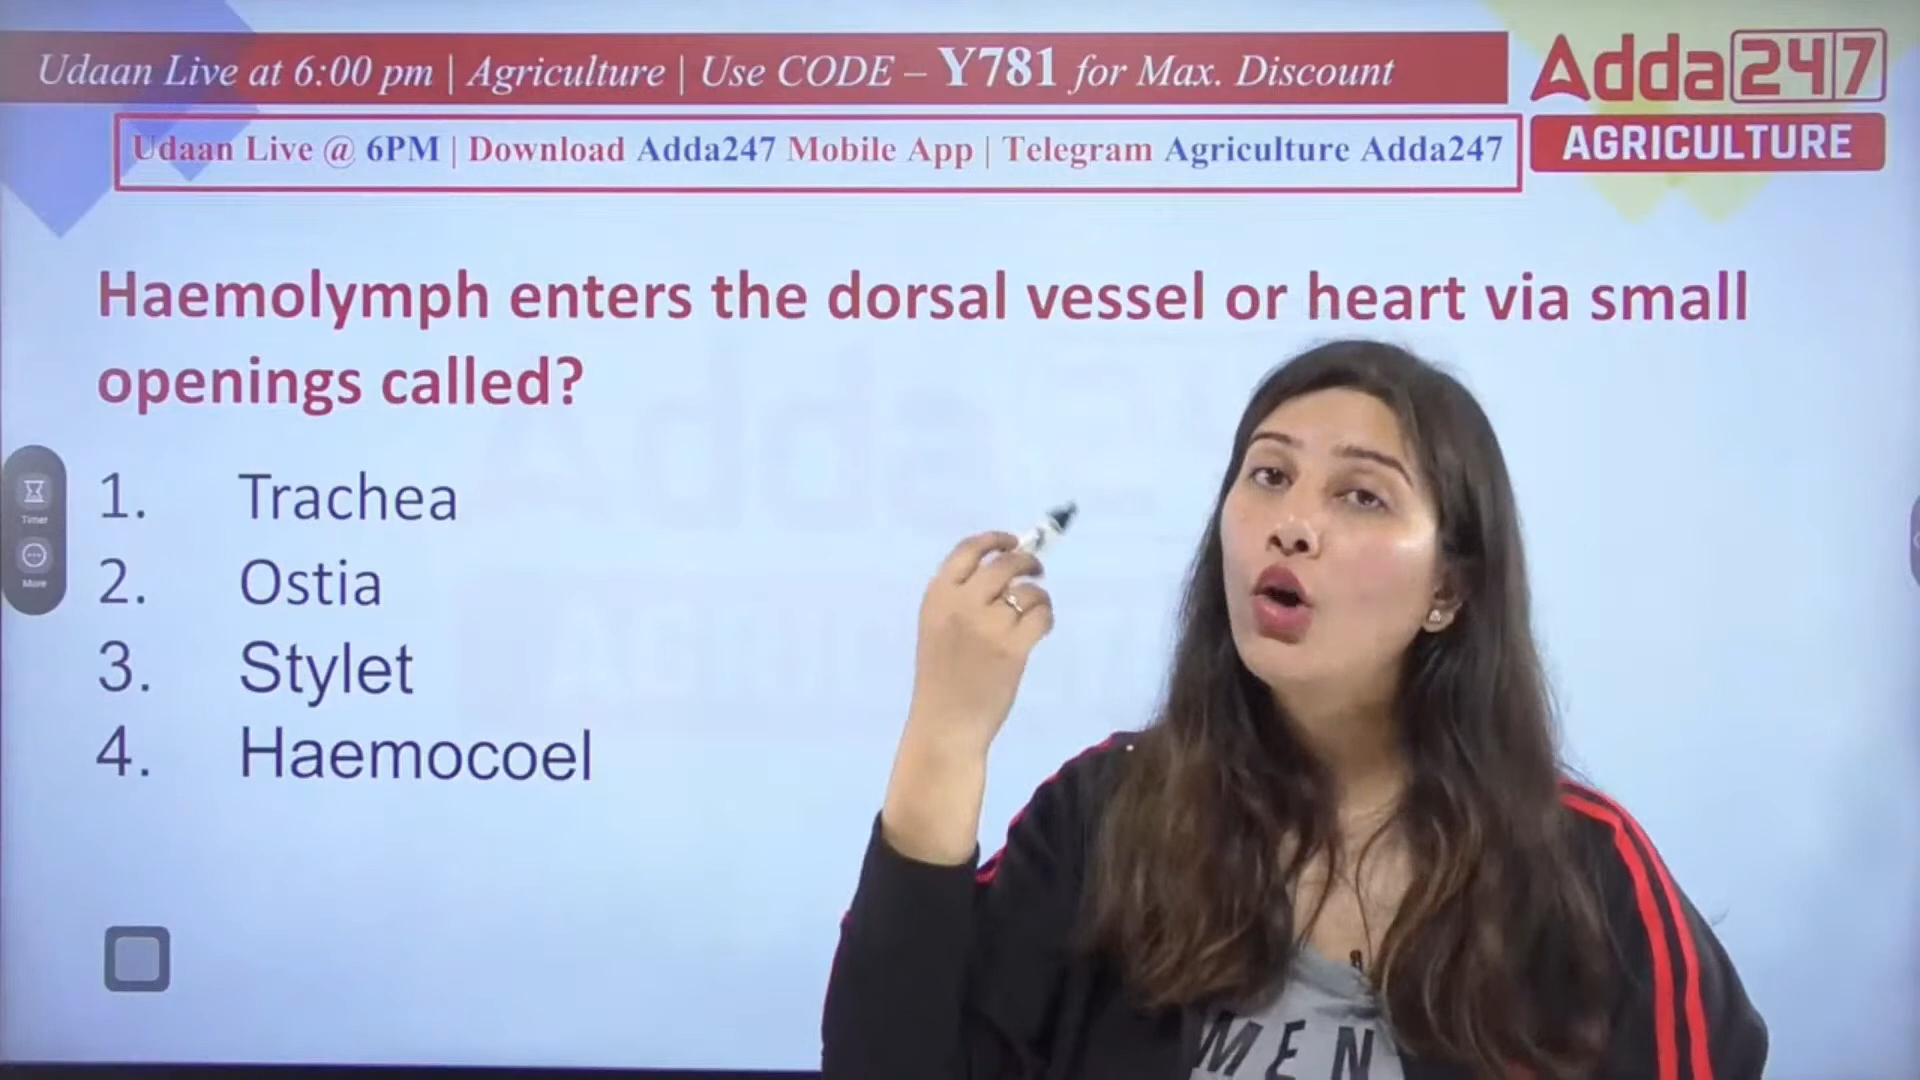 Udaan Live at 6:00 pm | Agriculture | Use CODE – Y781 for Max. Discount
Adda247
Udaan Live @ 6PM | Download Adda247 Mobile App | Telegram Agriculture Adda247
AGRICULTURE
Haemolymph enters the dorsal vessel or heart via small
openings called?
1. Trachea
2. Ostia
3. Stylet
4. Haemocoel
Timer
More
MEN